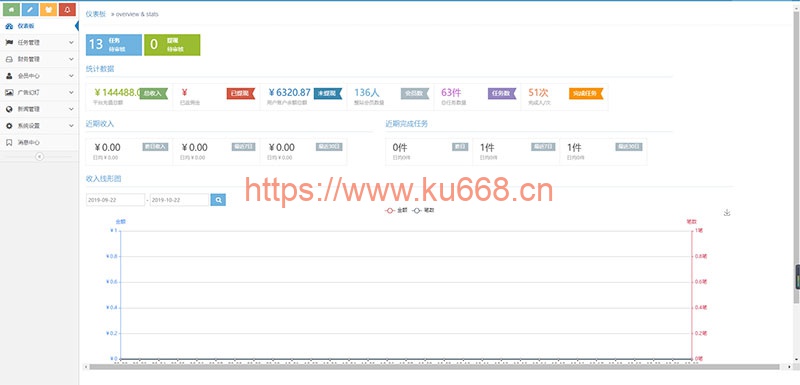 仪表板
任务管理
财务管理
会员中心
广告幻灯
新闻管理
系统设置
消息中心
仪表板 » overview & stats
13 任务 待审核
0 提现 待审核
统计数据
¥144488.0 总收入
平台充值总额
¥ 已提现
已提现金
¥6320.87 未提现
用户账户余额总额
136人 会员数
整站会员数量
63件 任务数
总任务数量
51次 完成任务
完成人/次
近期收入
¥0.00 来日收入
日均¥0.00
¥0.00 最近7日
日均¥0.00
¥0.00 最近30日
日均¥0.00
近期完成任务
0件 来日
日均0件
1件 最近7日
日均0件
1件 最近30日
日均0件
收入线形图
2019-09-22 - 2019-10-22
https://www.ku668.cn
金额 笔数
金额 笔数
¥1 1笔
¥0.8 0.8笔
¥0.6 0.6笔
¥0.4 0.4笔
¥0.2 0.2笔
¥0 0笔